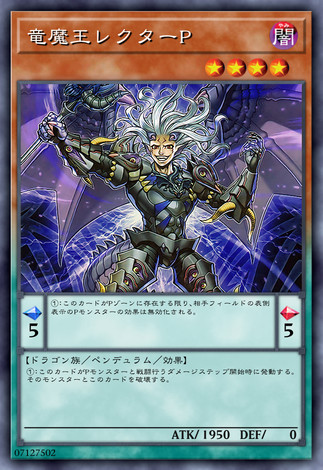 竜魔王レクターP
やみ
闇
①:このカードがPゾーンに存在する限り、相手フィールドの表側
表示のPモンスターの効果は無効化される。
5
5
【ドラゴン族／ペンデュラム／効果】
①:このカードがPモンスターと戦闘行うダメージステップ開始時に発動する。
そのモンスターとこのカードを破壊する。
ATK/ 1950 DEF/ 0
07127502